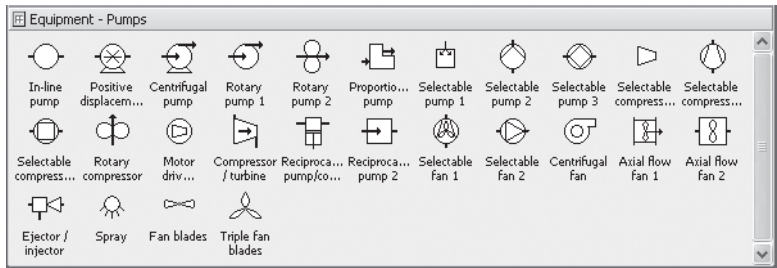 Equipment - Pumps
In-line Positive Centrifugal Rotary Rotary Proportio... Selectable Selectable Selectable Selectable Selectable
pump displacem... pump pump 1 pump 2 pump pump 1 pump 2 pump 3 compress... compress...
Selectable Rotary Motor Compressor Reciproca... Reciproca... Selectable Selectable Centrifugal Axial flow Axial flow
compress... compressor driv... / turbine pump/co... pump 2 fan 1 fan 2 fan fan 1 fan 2
Ejector / Spray Fan blades Triple fan
injector blades